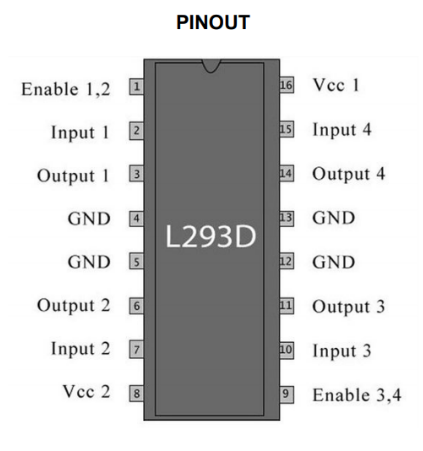 PINOUT
Enable 1,2 1 16 Vcc 1
Input 1 2 15 Input 4
Output 1 3 14 Output 4
GND 4 13 GND
L293D
GND 5 12 GND
Output 2 6 11 Output 3
Input 2 7 10 Input 3
Vcc 2 8 9 Enable 3,4